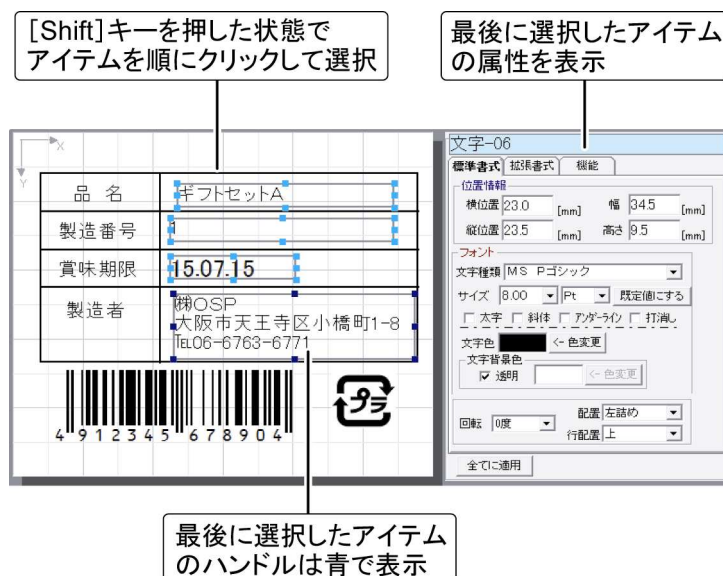 [Shift]キーを押した状態で
アイテムを順にクリックして選択
最後に選択したアイテム
の属性を表示
X
Y
品 名
ギフトセットA
製造番号
1
賞味期限
15.07.15
製造者
㈱OSP
大阪市天王寺区小橋町1-8
℡06-6763-6771
4 912345 678904
プラ
文字-06
標準書式 拡張書式 機能
位置情報
横位置 23.0 [mm] 幅 34.5 [mm]
縦位置 23.5 [mm] 高さ 9.5 [mm]
フォント
文字種類 MS Pゴシック
サイズ 8.00 Pt 既定値にする
太字 斜体 アンダーライン 打消し
文字色 <- 色変更
文字背景色
透明 <- 色変更
回転 0度 配置 左詰め
行配置 上
全てに適用
最後に選択したアイテム
のハンドルは青で表示